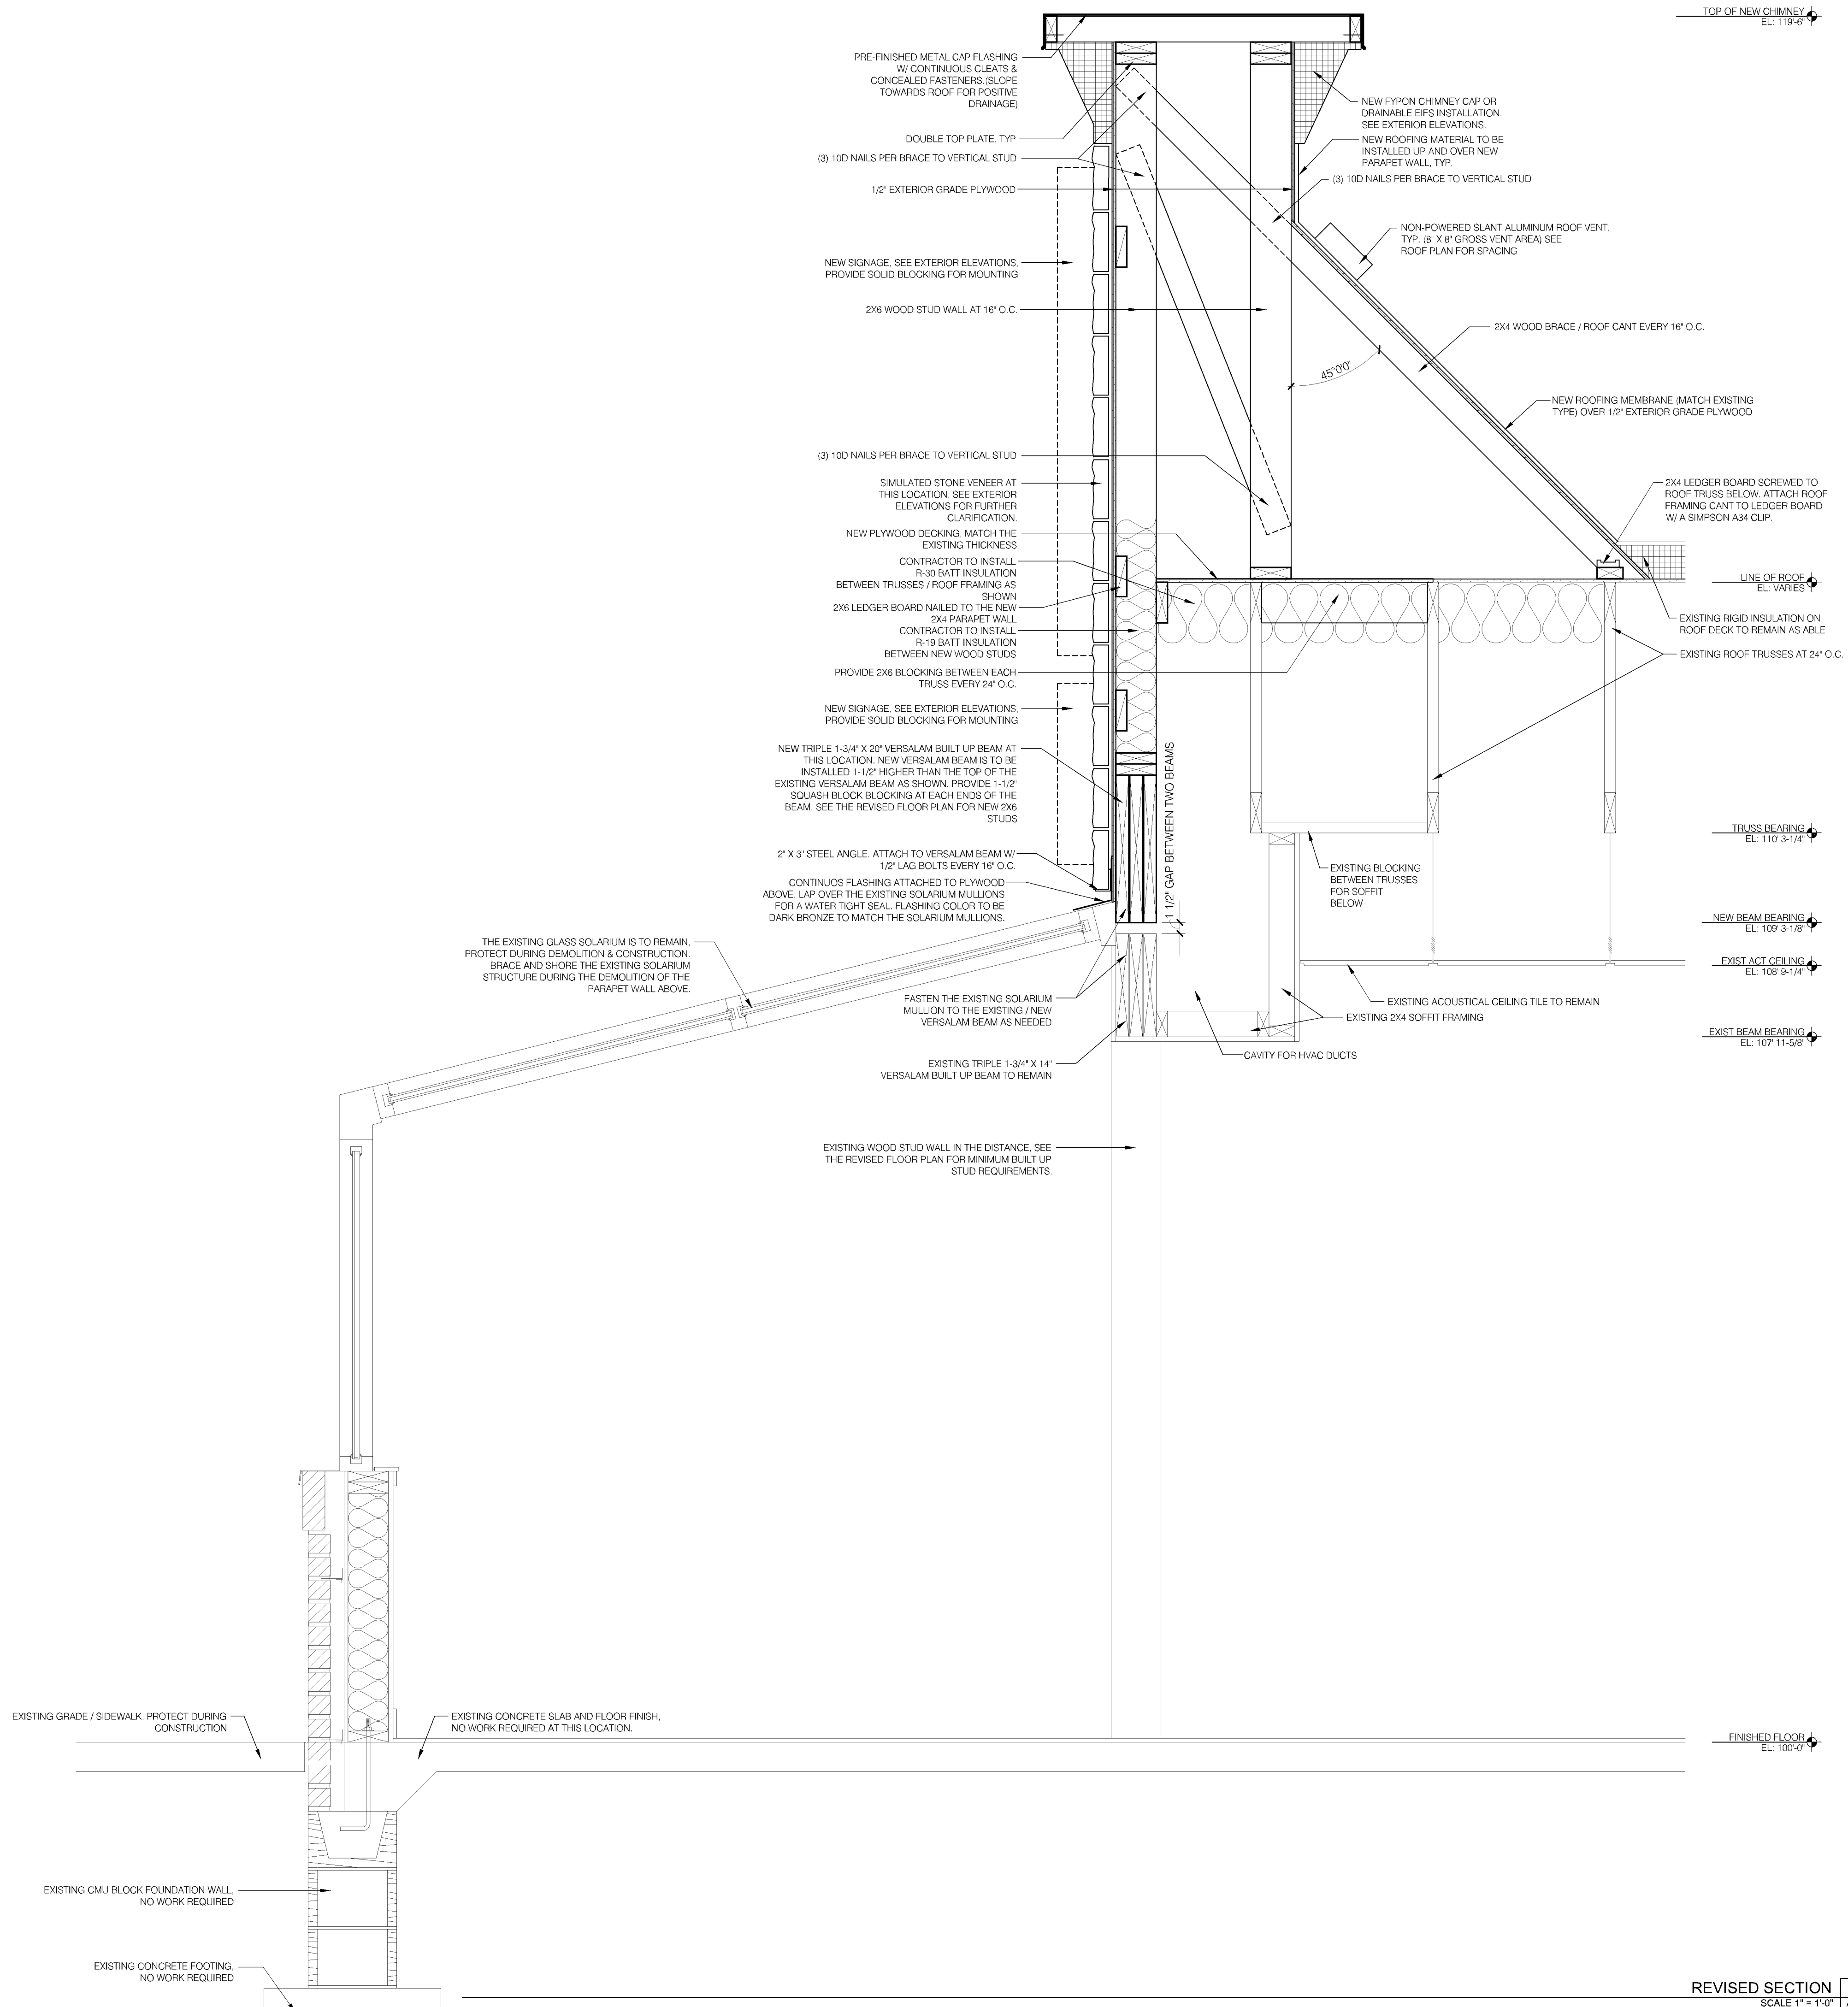 TOP OF NEW CHIMNEY
EL: 119'-6"
PRE-FINISHED METAL CAP FLASHING
W/ CONTINUOUS CLEATS &
CONCEALED FASTENERS.(SLOPE
TOWARDS ROOF FOR POSITIVE
DRAINAGE)
DOUBLE TOP PLATE, TYP
(3) 10D NAILS PER BRACE TO VERTICAL STUD
1/2" EXTERIOR GRADE PLYWOOD
NEW SIGNAGE, SEE EXTERIOR ELEVATIONS,
PROVIDE SOLID BLOCKING FOR MOUNTING
2X6 WOOD STUD WALL AT 16" O.C.
(3) 10D NAILS PER BRACE TO VERTICAL STUD
SIMULATED STONE VENEER AT
THIS LOCATION. SEE EXTERIOR
ELEVATIONS FOR FURTHER
CLARIFICATION.
NEW PLYWOOD DECKING, MATCH THE
EXISTING THICKNESS
CONTRACTOR TO INSTALL
R-30 BATT INSULATION
BETWEEN TRUSSES / ROOF FRAMING AS
SHOWN
2X6 LEDGER BOARD NAILED TO THE NEW
2X4 PARAPET WALL
CONTRACTOR TO INSTALL
R-19 BATT INSULATION
BETWEEN NEW WOOD STUDS
PROVIDE 2X6 BLOCKING BETWEEN EACH
TRUSS EVERY 24" O.C.
NEW SIGNAGE, SEE EXTERIOR ELEVATIONS,
PROVIDE SOLID BLOCKING FOR MOUNTING
NEW TRIPLE 1-3/4" X 20" VERSALAM BUILT UP BEAM AT
THIS LOCATION. NEW VERSALAM BEAM IS TO BE
INSTALLED 1-1/2" HIGHER THAN THE TOP OF THE
EXISTING VERSALAM BEAM AS SHOWN. PROVIDE 1-1/2"
SQUASH BLOCK BLOCKING AT EACH ENDS OF THE
BEAM. SEE THE REVISED FLOOR PLAN FOR NEW 2X6
STUDS
2" X 3" STEEL ANGLE. ATTACH TO VERSALAM BEAM W/
1/2" LAG BOLTS EVERY 16" O.C.
CONTINUOS FLASHING ATTACHED TO PLYWOOD
ABOVE. LAP OVER THE EXISTING SOLARIUM MULLIONS
FOR A WATER TIGHT SEAL. FLASHING COLOR TO BE
DARK BRONZE TO MATCH THE SOLARIUM MULLIONS.
THE EXISTING GLASS SOLARIUM IS TO REMAIN,
PROTECT DURING DEMOLITION & CONSTRUCTION.
BRACE AND SHORE THE EXISTING SOLARIUM
STRUCTURE DURING THE DEMOLITION OF THE
PARAPET WALL ABOVE.
FASTEN THE EXISTING SOLARIUM
MULLION TO THE EXISTING / NEW
VERSALAM BEAM AS NEEDED
EXISTING TRIPLE 1-3/4" X 14"
VERSALAM BUILT UP BEAM TO REMAIN
EXISTING WOOD STUD WALL IN THE DISTANCE, SEE
THE REVISED FLOOR PLAN FOR MINIMUM BUILT UP
STUD REQUIREMENTS.
NEW FYPON CHIMNEY CAP OR
DRAINABLE EIFS INSTALLATION.
SEE EXTERIOR ELEVATIONS.
NEW ROOFING MATERIAL TO BE
INSTALLED UP AND OVER NEW
PARAPET WALL, TYP.
(3) 10D NAILS PER BRACE TO VERTICAL STUD
NON-POWERED SLANT ALUMINUM ROOF VENT,
TYP. (8" X 8" GROSS VENT AREA) SEE
ROOF PLAN FOR SPACING
2X4 WOOD BRACE / ROOF CANT EVERY 16" O.C.
45°0'0"
NEW ROOFING MEMBRANE (MATCH EXISTING
TYPE) OVER 1/2" EXTERIOR GRADE PLYWOOD
2X4 LEDGER BOARD SCREWED TO
ROOF TRUSS BELOW. ATTACH ROOF
FRAMING CANT TO LEDGER BOARD
W/ A SIMPSON A34 CLIP.
LINE OF ROOF
EL: VARIES
EXISTING RIGID INSULATION ON
ROOF DECK TO REMAIN AS ABLE
EXISTING ROOF TRUSSES AT 24" O.C.
1 1/2" GAP BETWEEN TWO BEAMS
TRUSS BEARING
EL: 110' 3-1/4"
EXISTING BLOCKING
BETWEEN TRUSSES
FOR SOFFIT
BELOW
NEW BEAM BEARING
EL: 109' 3-1/8"
EXIST ACT CEILING
EL: 108' 9-1/4"
EXISTING ACOUSTICAL CEILING TILE TO REMAIN
EXISTING 2X4 SOFFIT FRAMING
EXIST BEAM BEARING
EL: 107' 11-5/8"
CAVITY FOR HVAC DUCTS
EXISTING GRADE / SIDEWALK. PROTECT DURING
CONSTRUCTION
EXISTING CONCRETE SLAB AND FLOOR FINISH,
NO WORK REQUIRED AT THIS LOCATION.
FINISHED FLOOR
EL: 100'-0"
EXISTING CMU BLOCK FOUNDATION WALL,
NO WORK REQUIRED
EXISTING CONCRETE FOOTING,
NO WORK REQUIRED
REVISED SECTION
SCALE 1" = 1'-0"